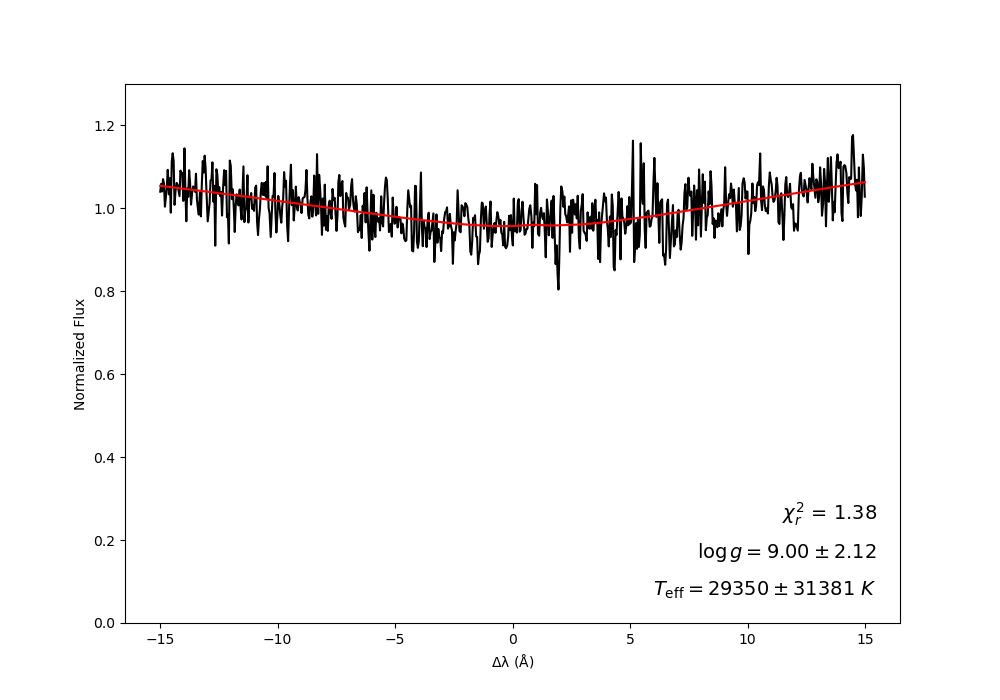 1.2
1.0
0.8
0.6
0.4
0.2
0.0
Normalized Flux
χ²ᵣ = 1.38
log g = 9.00 ± 2.12
T_eff = 29350 ± 31381 K
−15 −10 −5 0 5 10 15
Δλ (Å)